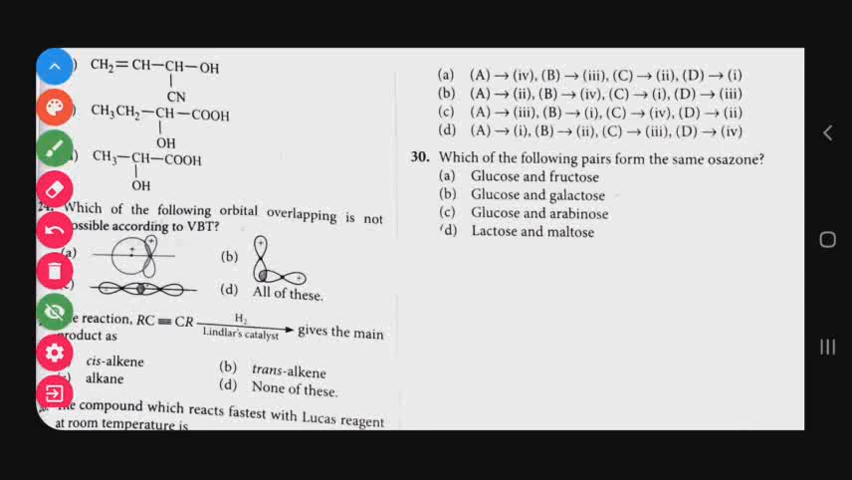 ) CH₂=CH—CH—OH
|
CN
) CH₃CH₂—CH—COOH
|
OH
) CH₃—CH—COOH
|
OH
24. Which of the following orbital overlapping is not
ossible according to VBT?
(a)
(b)
)
(d) All of these.
e reaction, RC≡CR H₂ Lindlar's catalyst → gives the main
product as
cis-alkene
(b) trans-alkene
) alkane
(d) None of these.
he compound which reacts fastest with Lucas reagent
at room temperature is
(a) (A) → (iv), (B) → (iii), (C) → (ii), (D) → (i)
(b) (A) → (ii), (B) → (iv), (C) → (i), (D) → (iii)
(c) (A) → (iii), (B) → (i), (C) → (iv), (D) → (ii)
(d) (A) → (i), (B) → (ii), (C) → (iii), (D) → (iv)
30. Which of the following pairs form the same osazone?
(a) Glucose and fructose
(b) Glucose and galactose
(c) Glucose and arabinose
(d) Lactose and maltose